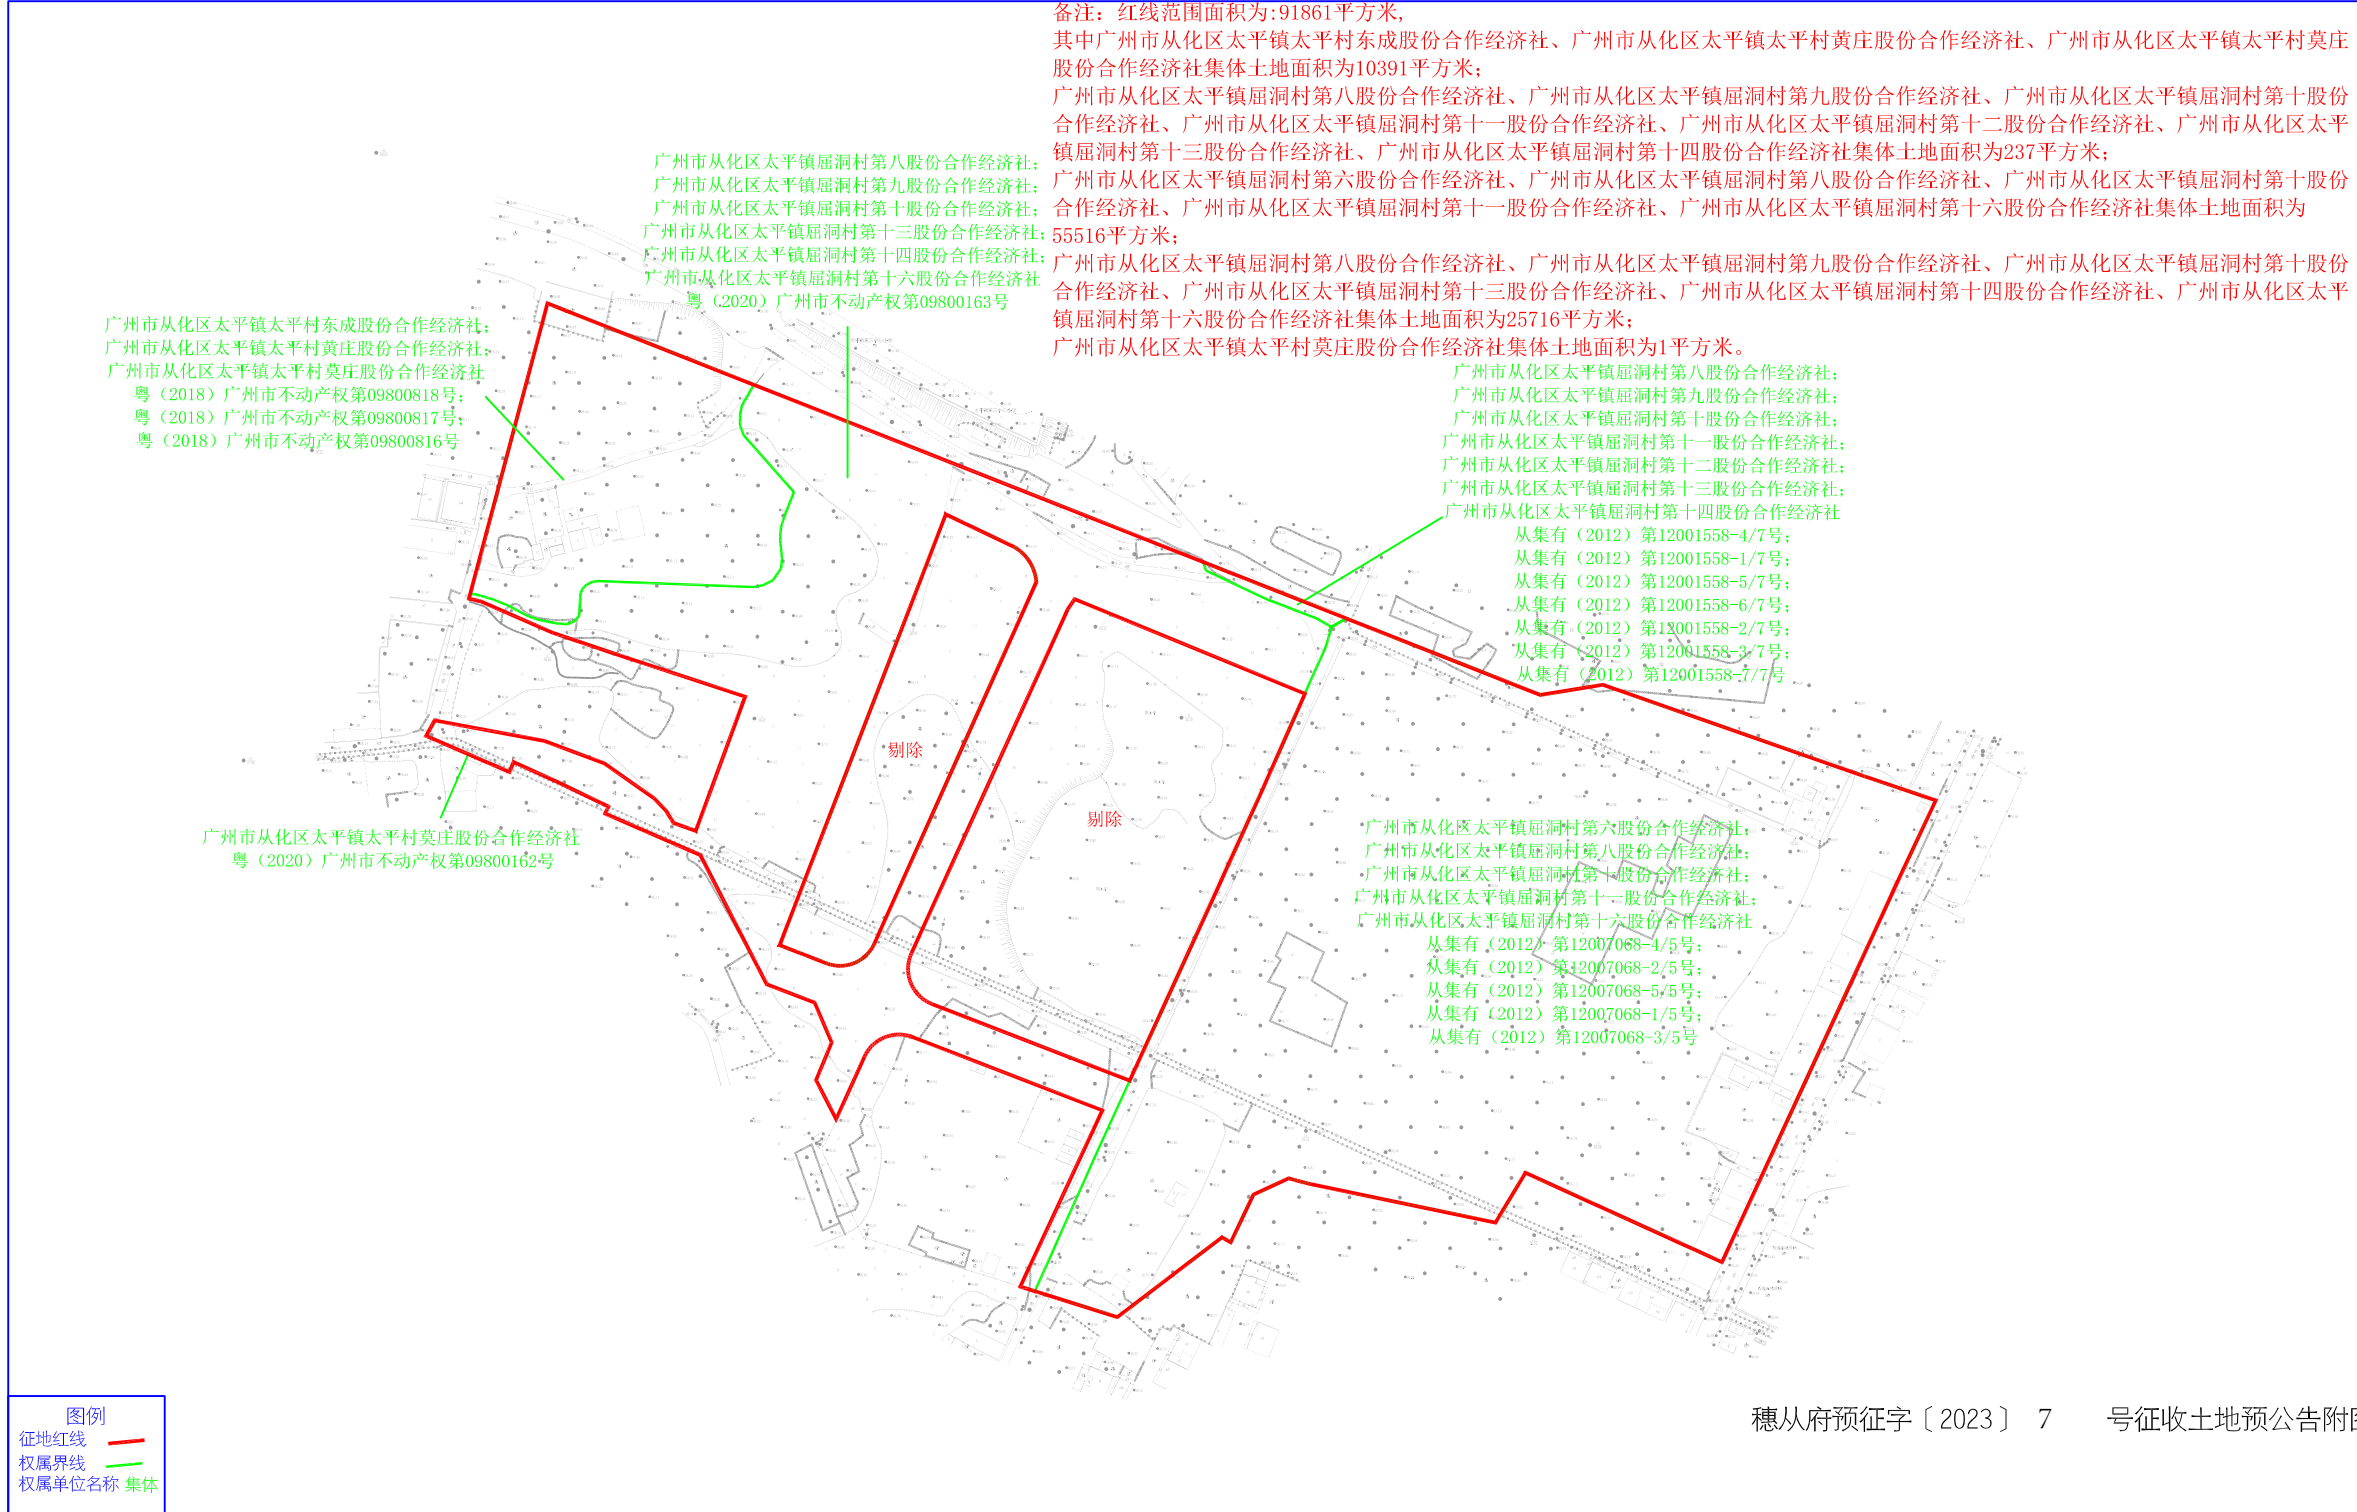 备注：红线范围面积为:91861平方米,
其中广州市从化区太平镇太平村东成股份合作经济社、广州市从化区太平镇太平村黄庄股份合作经济社、广州市从化区太平镇太平村莫庄
股份合作经济社集体土地面积为10391平方米；
广州市从化区太平镇屈洞村第八股份合作经济社、广州市从化区太平镇屈洞村第九股份合作经济社、广州市从化区太平镇屈洞村第十股份
合作经济社、广州市从化区太平镇屈洞村第十一股份合作经济社、广州市从化区太平镇屈洞村第十二股份合作经济社、广州市从化区太平
镇屈洞村第十三股份合作经济社、广州市从化区太平镇屈洞村第十四股份合作经济社集体土地面积为237平方米；
广州市从化区太平镇屈洞村第六股份合作经济社、广州市从化区太平镇屈洞村第八股份合作经济社、广州市从化区太平镇屈洞村第十股份
合作经济社、广州市从化区太平镇屈洞村第十一股份合作经济社、广州市从化区太平镇屈洞村第十六股份合作经济社集体土地面积为
55516平方米；
广州市从化区太平镇屈洞村第八股份合作经济社、广州市从化区太平镇屈洞村第九股份合作经济社、广州市从化区太平镇屈洞村第十股份
合作经济社、广州市从化区太平镇屈洞村第十三股份合作经济社、广州市从化区太平镇屈洞村第十四股份合作经济社、广州市从化区太平
镇屈洞村第十六股份合作经济社集体土地面积为25716平方米；
广州市从化区太平镇太平村莫庄股份合作经济社集体土地面积为1平方米。
广州市从化区太平镇屈洞村第八股份合作经济社；
广州市从化区太平镇屈洞村第九股份合作经济社；
广州市从化区太平镇屈洞村第十股份合作经济社；
广州市从化区太平镇屈洞村第十三股份合作经济社；
广州市从化区太平镇屈洞村第十四股份合作经济社；
广州市从化区太平镇屈洞村第十六股份合作经济社
粤（2020）广州市不动产权第09800163号
广州市从化区太平镇太平村东成股份合作经济社；
广州市从化区太平镇太平村黄庄股份合作经济社；
广州市从化区太平镇太平村莫庄股份合作经济社
粤（2018）广州市不动产权第09800818号；
粤（2018）广州市不动产权第09800817号；
粤（2018）广州市不动产权第09800816号
广州市从化区太平镇屈洞村第八股份合作经济社；
广州市从化区太平镇屈洞村第九股份合作经济社；
广州市从化区太平镇屈洞村第十股份合作经济社；
广州市从化区太平镇屈洞村第十一股份合作经济社；
广州市从化区太平镇屈洞村第十二股份合作经济社；
广州市从化区太平镇屈洞村第十三股份合作经济社；
广州市从化区太平镇屈洞村第十四股份合作经济社
从集有（2012）第12001558-4/7号；
从集有（2012）第12001558-1/7号；
从集有（2012）第12001558-5/7号；
从集有（2012）第12001558-6/7号；
从集有（2012）第12001558-2/7号；
从集有（2012）第12001558-3/7号；
从集有（2012）第12001558-7/7号
剔除
剔除
广州市从化区太平镇太平村莫庄股份合作经济社
粤（2020）广州市不动产权第09800162号
广州市从化区太平镇屈洞村第六股份合作经济社；
广州市从化区太平镇屈洞村第八股份合作经济社；
广州市从化区太平镇屈洞村第十股份合作经济社；
广州市从化区太平镇屈洞村第十一股份合作经济社；
广州市从化区太平镇屈洞村第十六股份合作经济社
从集有（2012）第12007068-4/5号；
从集有（2012）第12007068-2/5号；
从集有（2012）第12007068-5/5号；
从集有（2012）第12007068-1/5号；
从集有（2012）第12007068-3/5号
图例
征地红线
权属界线
权属单位名称 集体
穗从府预征字〔2023〕 7 号征收土地预公告附图